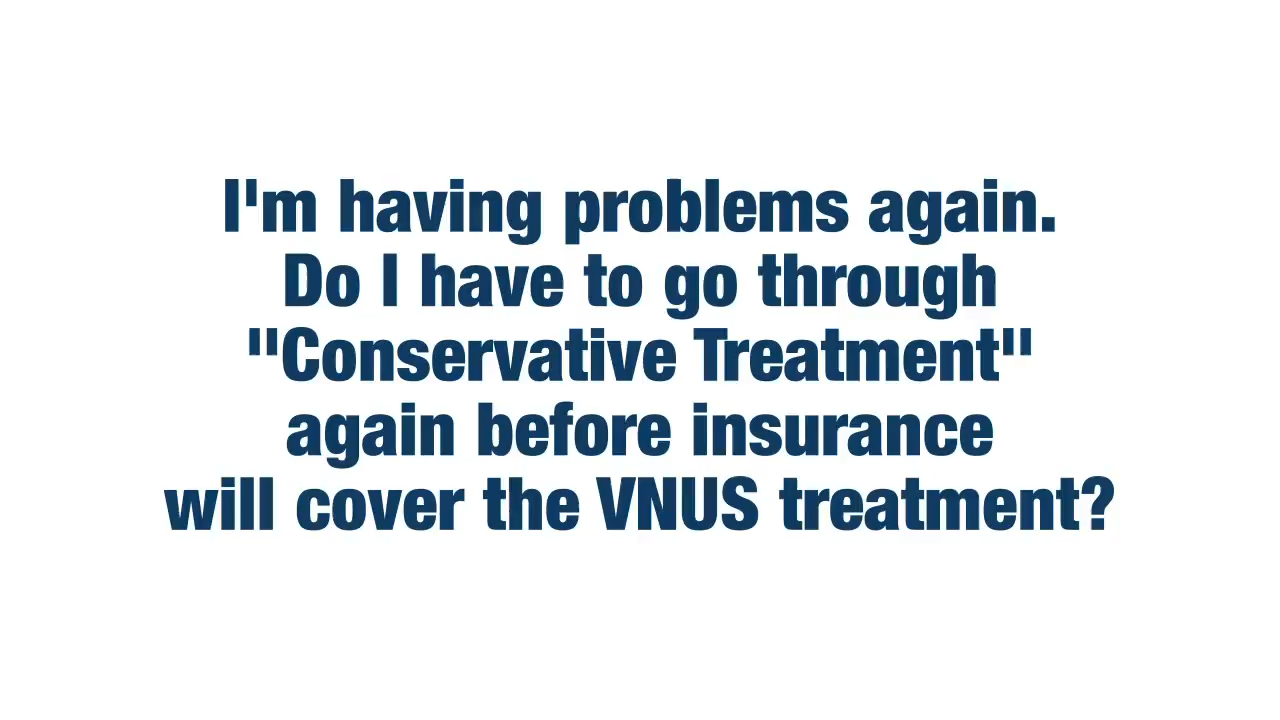 I'm having problems again.
Do I have to go through
"Conservative Treatment"
again before insurance
will cover the VNUS treatment?